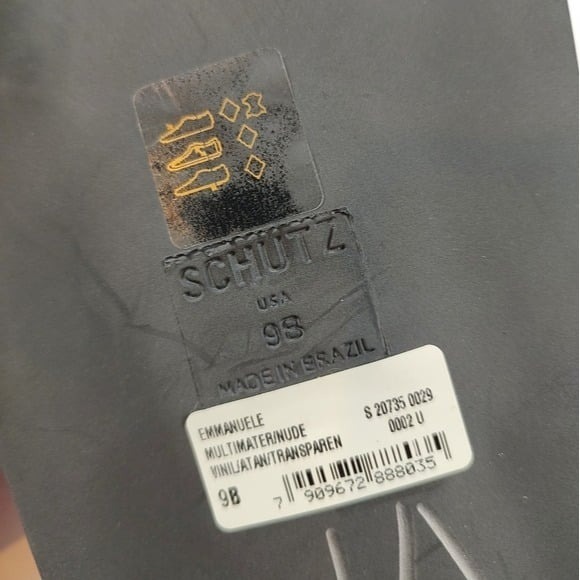 SCHUTZ
USA
9B
MADE IN BRAZIL
EMMANUELE S 20735 0029
MULTIMATER/NUDE 0002 U
VINIL/ATAN/TRANSPAREN
9B
7 909672 888035